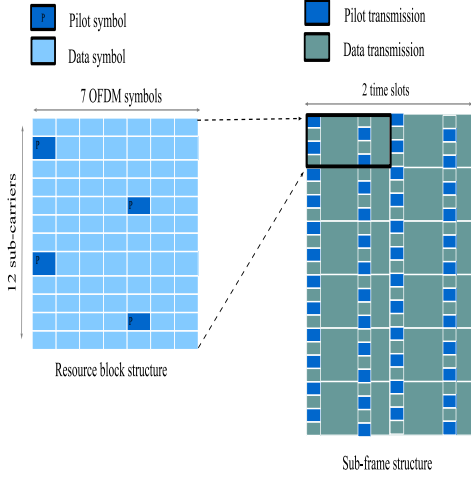 P Pilot symbol
Data symbol
Pilot transmission
Data transmission
7 OFDM symbols
2 time slots
12 sub-carriers
P
P
P
P
Resource block structure
Sub-frame structure